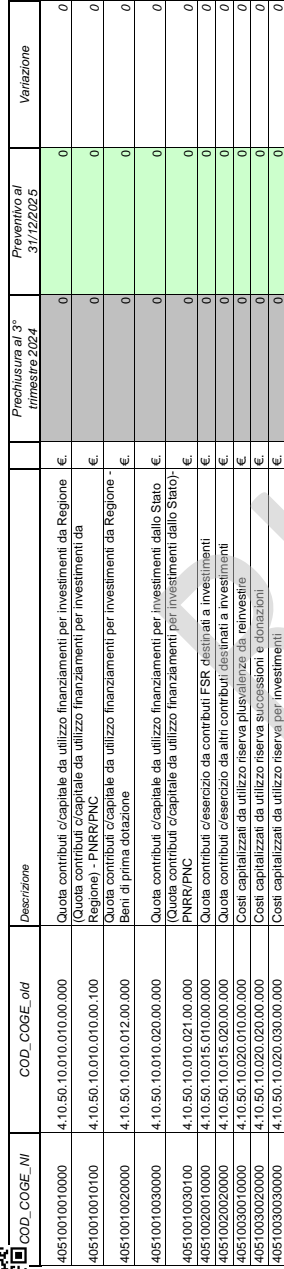 COD_COGE_NI COD_COGE_old Descrizione Prechiusura al 3° trimestre 2024 Preventivo al 31/12/2025 Variazione
40510010010000 4.10.50.10.010.010.00.000 Quota contributi c/capitale da utilizzo finanziamenti per investimenti da Regione €. 0 0 0
40510010010100 4.10.50.10.010.010.00.100 (Quota contributi c/capitale da utilizzo finanziamenti per investimenti da
Regione) - PNRR/PNC €. 0 0 0
40510010020000 4.10.50.10.010.012.00.000 Quota contributi c/capitale da utilizzo finanziamenti per investimenti da Regione -
Beni di prima dotazione €. 0 0 0
40510010030000 4.10.50.10.010.020.00.000 Quota contributi c/capitale da utilizzo finanziamenti per investimenti dallo Stato €. 0 0 0
40510010030100 4.10.50.10.010.021.00.000 (Quota contributi c/capitale da utilizzo finanziamenti per investimenti dallo Stato)-
PNRR/PNC €. 0 0 0
40510020010000 4.10.50.10.015.010.00.000 Quota contributi c/esercizio da contributi FSR destinati a investimenti €. 0 0 0
40510020020000 4.10.50.10.015.020.00.000 Quota contributi c/esercizio da altri contributi destinati a investimenti €. 0 0 0
40510030010000 4.10.50.10.020.010.00.000 Costi capitalizzati da utilizzo riserva plusvalenze da reinvestire €. 0 0 0
40510030020000 4.10.50.10.020.020.00.000 Costi capitalizzati da utilizzo riserva successioni e donazioni €. 0 0 0
40510030030000 4.10.50.10.020.030.00.000 Costi capitalizzati da utilizzo riserva per investimenti €. 0 0 0